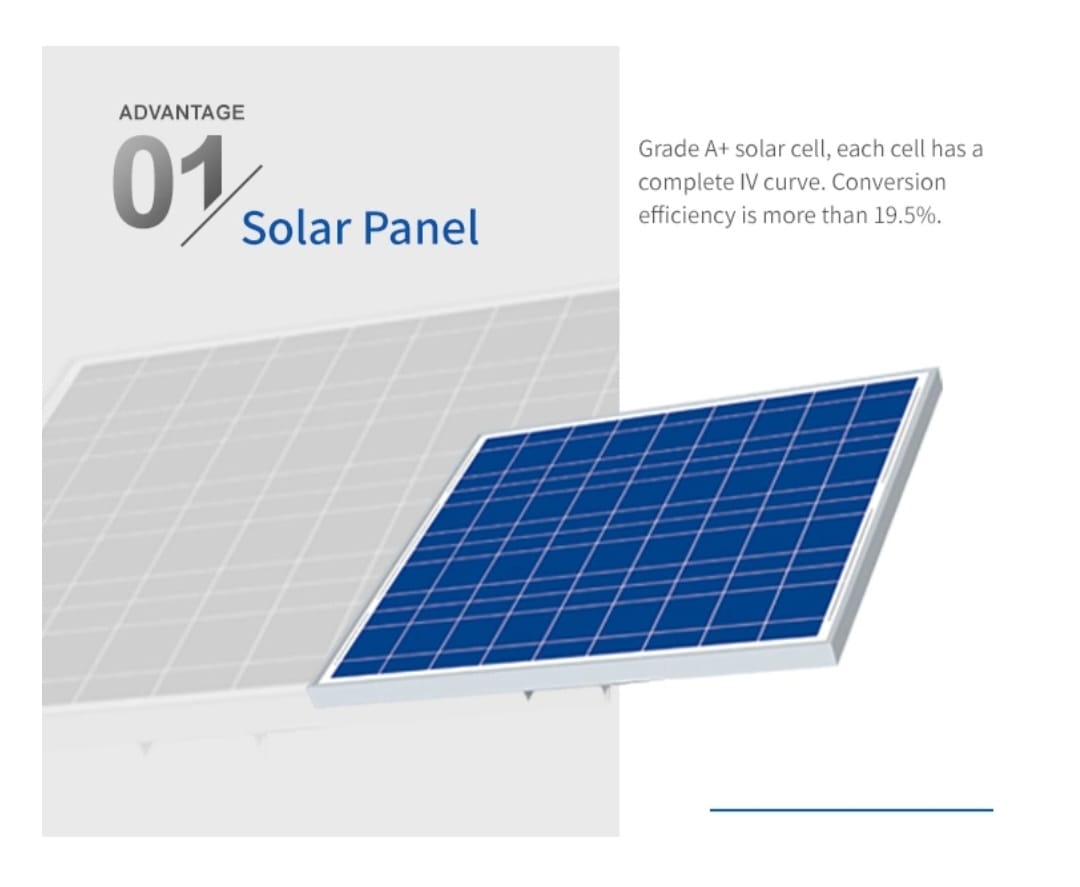 ADVANTAGE
01
Solar Panel
Grade A+ solar cell, each cell has a
complete IV curve. Conversion
efficiency is more than 19.5%.